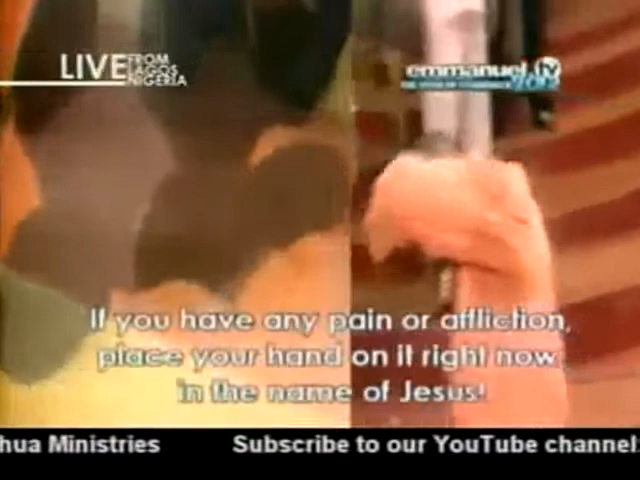 LIVE FROM LAGOS NIGERIA
emmanuel tv
If you have any pain or affliction,
place your hand on it right now
in the name of Jesus!
hua Ministries Subscribe to our YouTube channel: